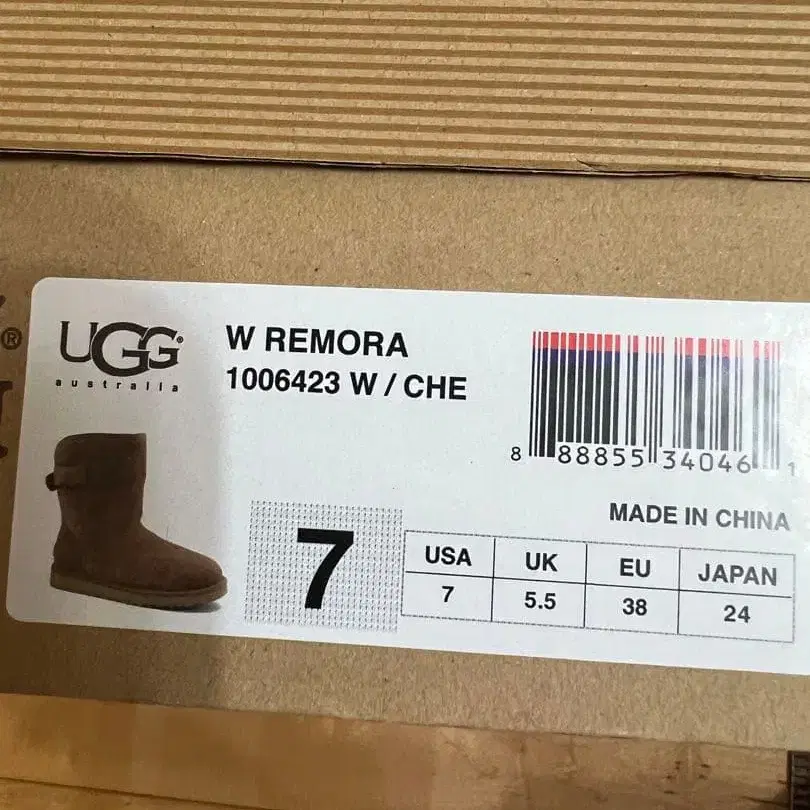 ®
UGG®
australia
W REMORA
1006423 W / CHE
8 88855 34046 1
MADE IN CHINA
7
USA UK EU JAPAN
7 5.5 38 24